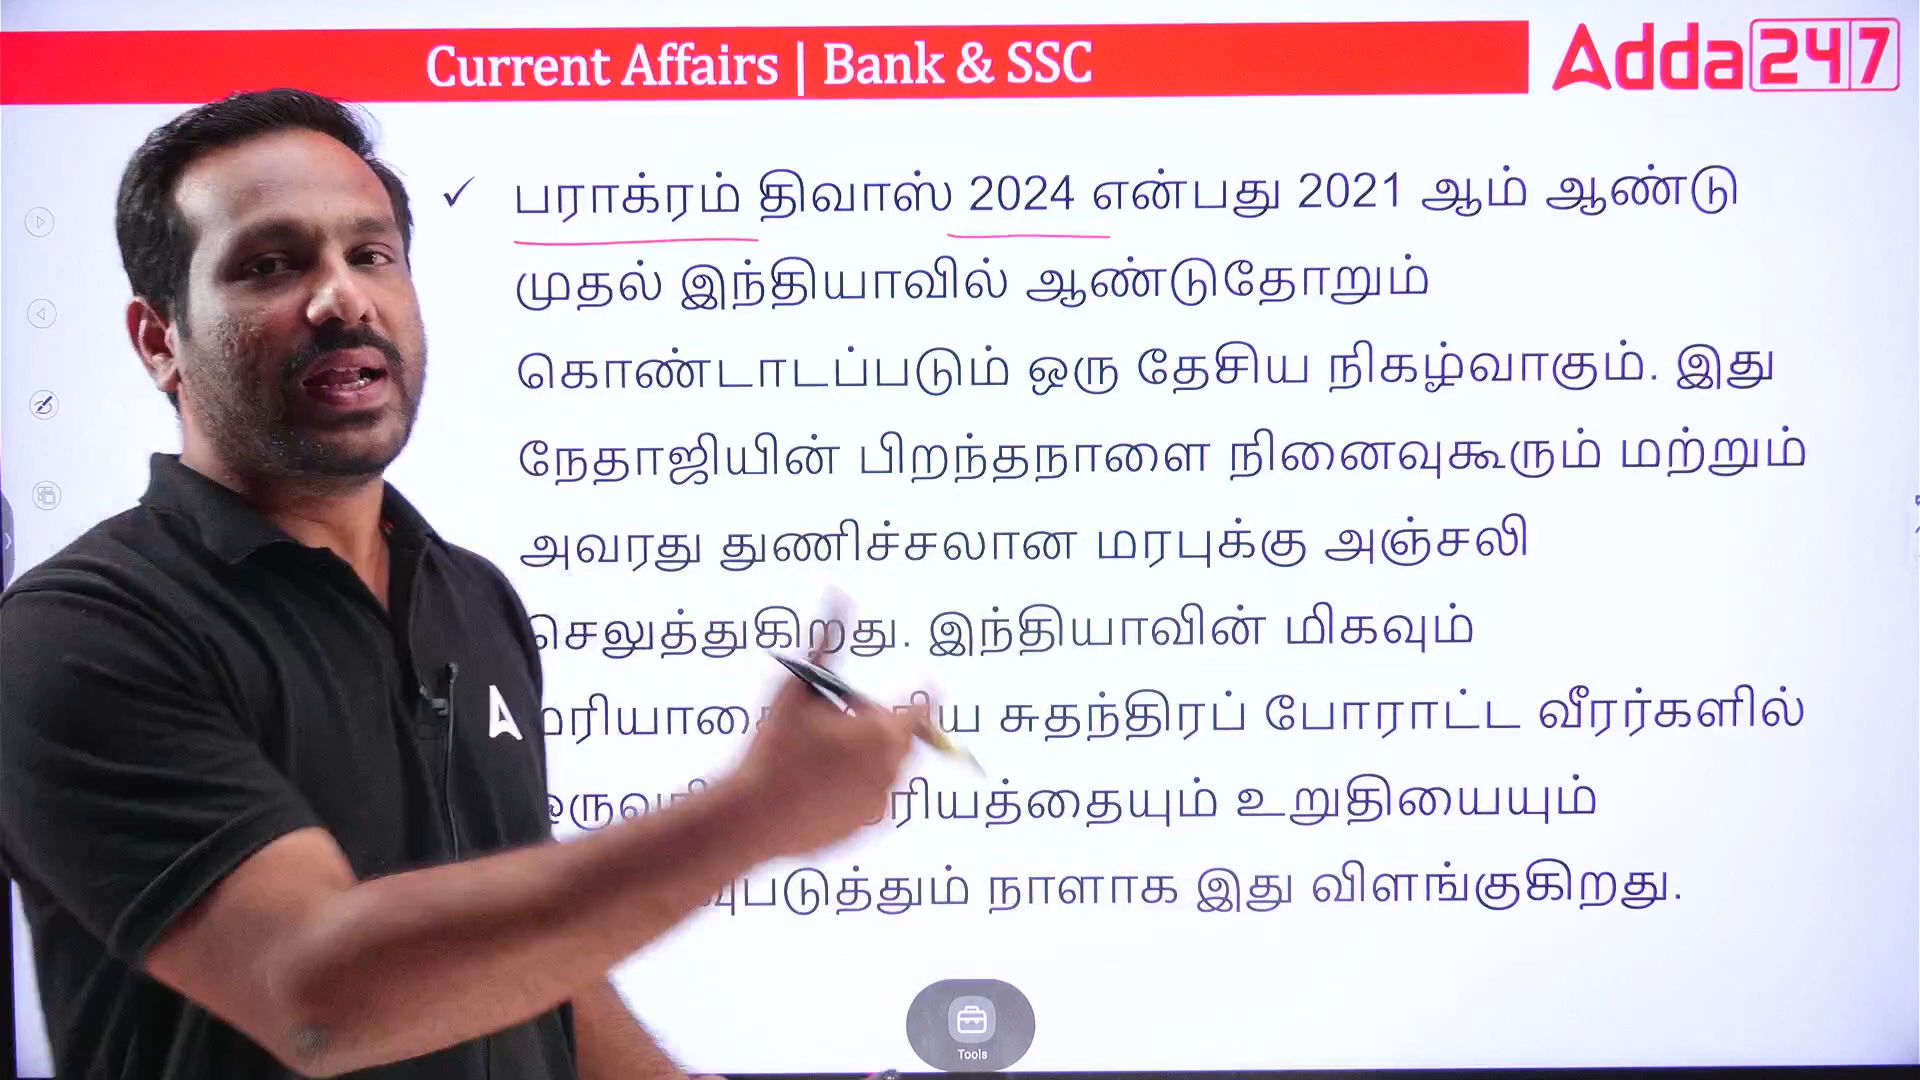 Current Affairs | Bank & SSC
Adda247
✓ பராக்ரம் திவாஸ் 2024 என்பது 2021 ஆம் ஆண்டு
முதல் இந்தியாவில் ஆண்டுதோறும்
கொண்டாடப்படும் ஒரு தேசிய நிகழ்வாகும். இது
நேதாஜியின் பிறந்தநாளை நினைவுகூரும் மற்றும்
அவரது துணிச்சலான மரபுக்கு அஞ்சலி
செலுத்துகிறது. இந்தியாவின் மிகவும்
சுதந்திரப் போராட்ட வீரர்களில்
உறுதியையும்
நாளாக இது விளங்குகிறது.
Tools